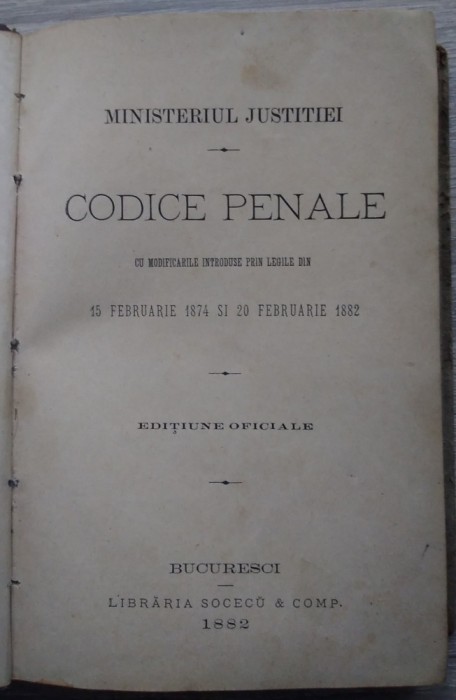 MINISTERIUL JUSTITIEI
CODICE PENALE
CU MODIFICARILE INTRODUSE PRIN LEGILE DIN
15 FEBRUARIE 1874 SI 20 FEBRUARIE 1882
EDIȚIUNE OFICIALE
BUCURESCI
LIBRĂRIA SOCECŬ & COMP.
1882